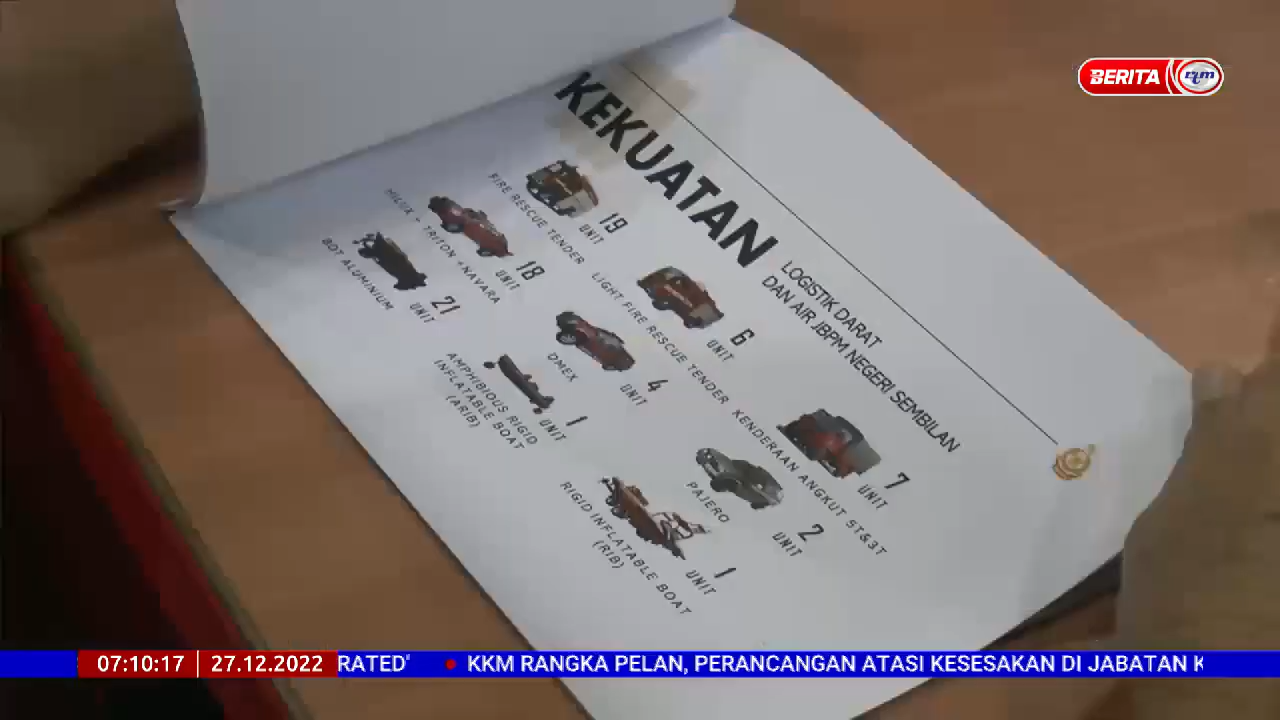 BERITA rtm
KEKUATAN
LOGISTIK DARAT
DAN AIR JBPM NEGERI SEMBILAN
19
UNIT
FIRE RESCUE TENDER
6
UNIT
LIGHT FIRE RESCUE TENDER
7
UNIT
KENDERAAN ANGKUT 5T&3T
18
UNIT
HILUX + TRITON +NAVARA
4
UNIT
DMEX
2
UNIT
PAJERO
21
UNIT
BOT ALUMINIUM
1
UNIT
AMPHIBIOUS RIGID
INFLATABLE BOAT
(ARIB)
1
UNIT
RIGID INFLATABLE BOAT
(RIB)
07:10:17 27.12.2022 RATED' • KKM RANGKA PELAN, PERANCANGAN ATASI KESESAKAN DI JABATAN K